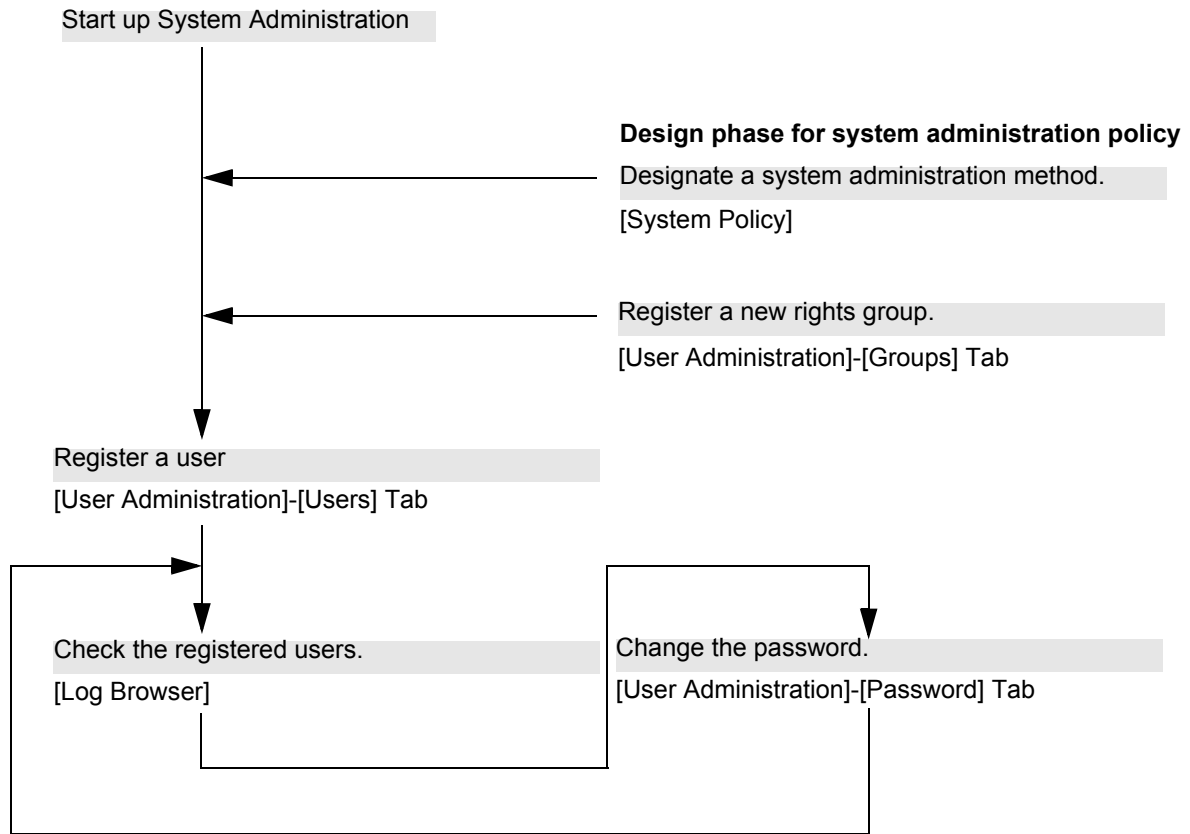 Start up System Administration
Design phase for system administration policy
Designate a system administration method.
[System Policy]
Register a new rights group.
[User Administration]-[Groups] Tab
Register a user
[User Administration]-[Users] Tab
Check the registered users.
[Log Browser]
Change the password.
[User Administration]-[Password] Tab